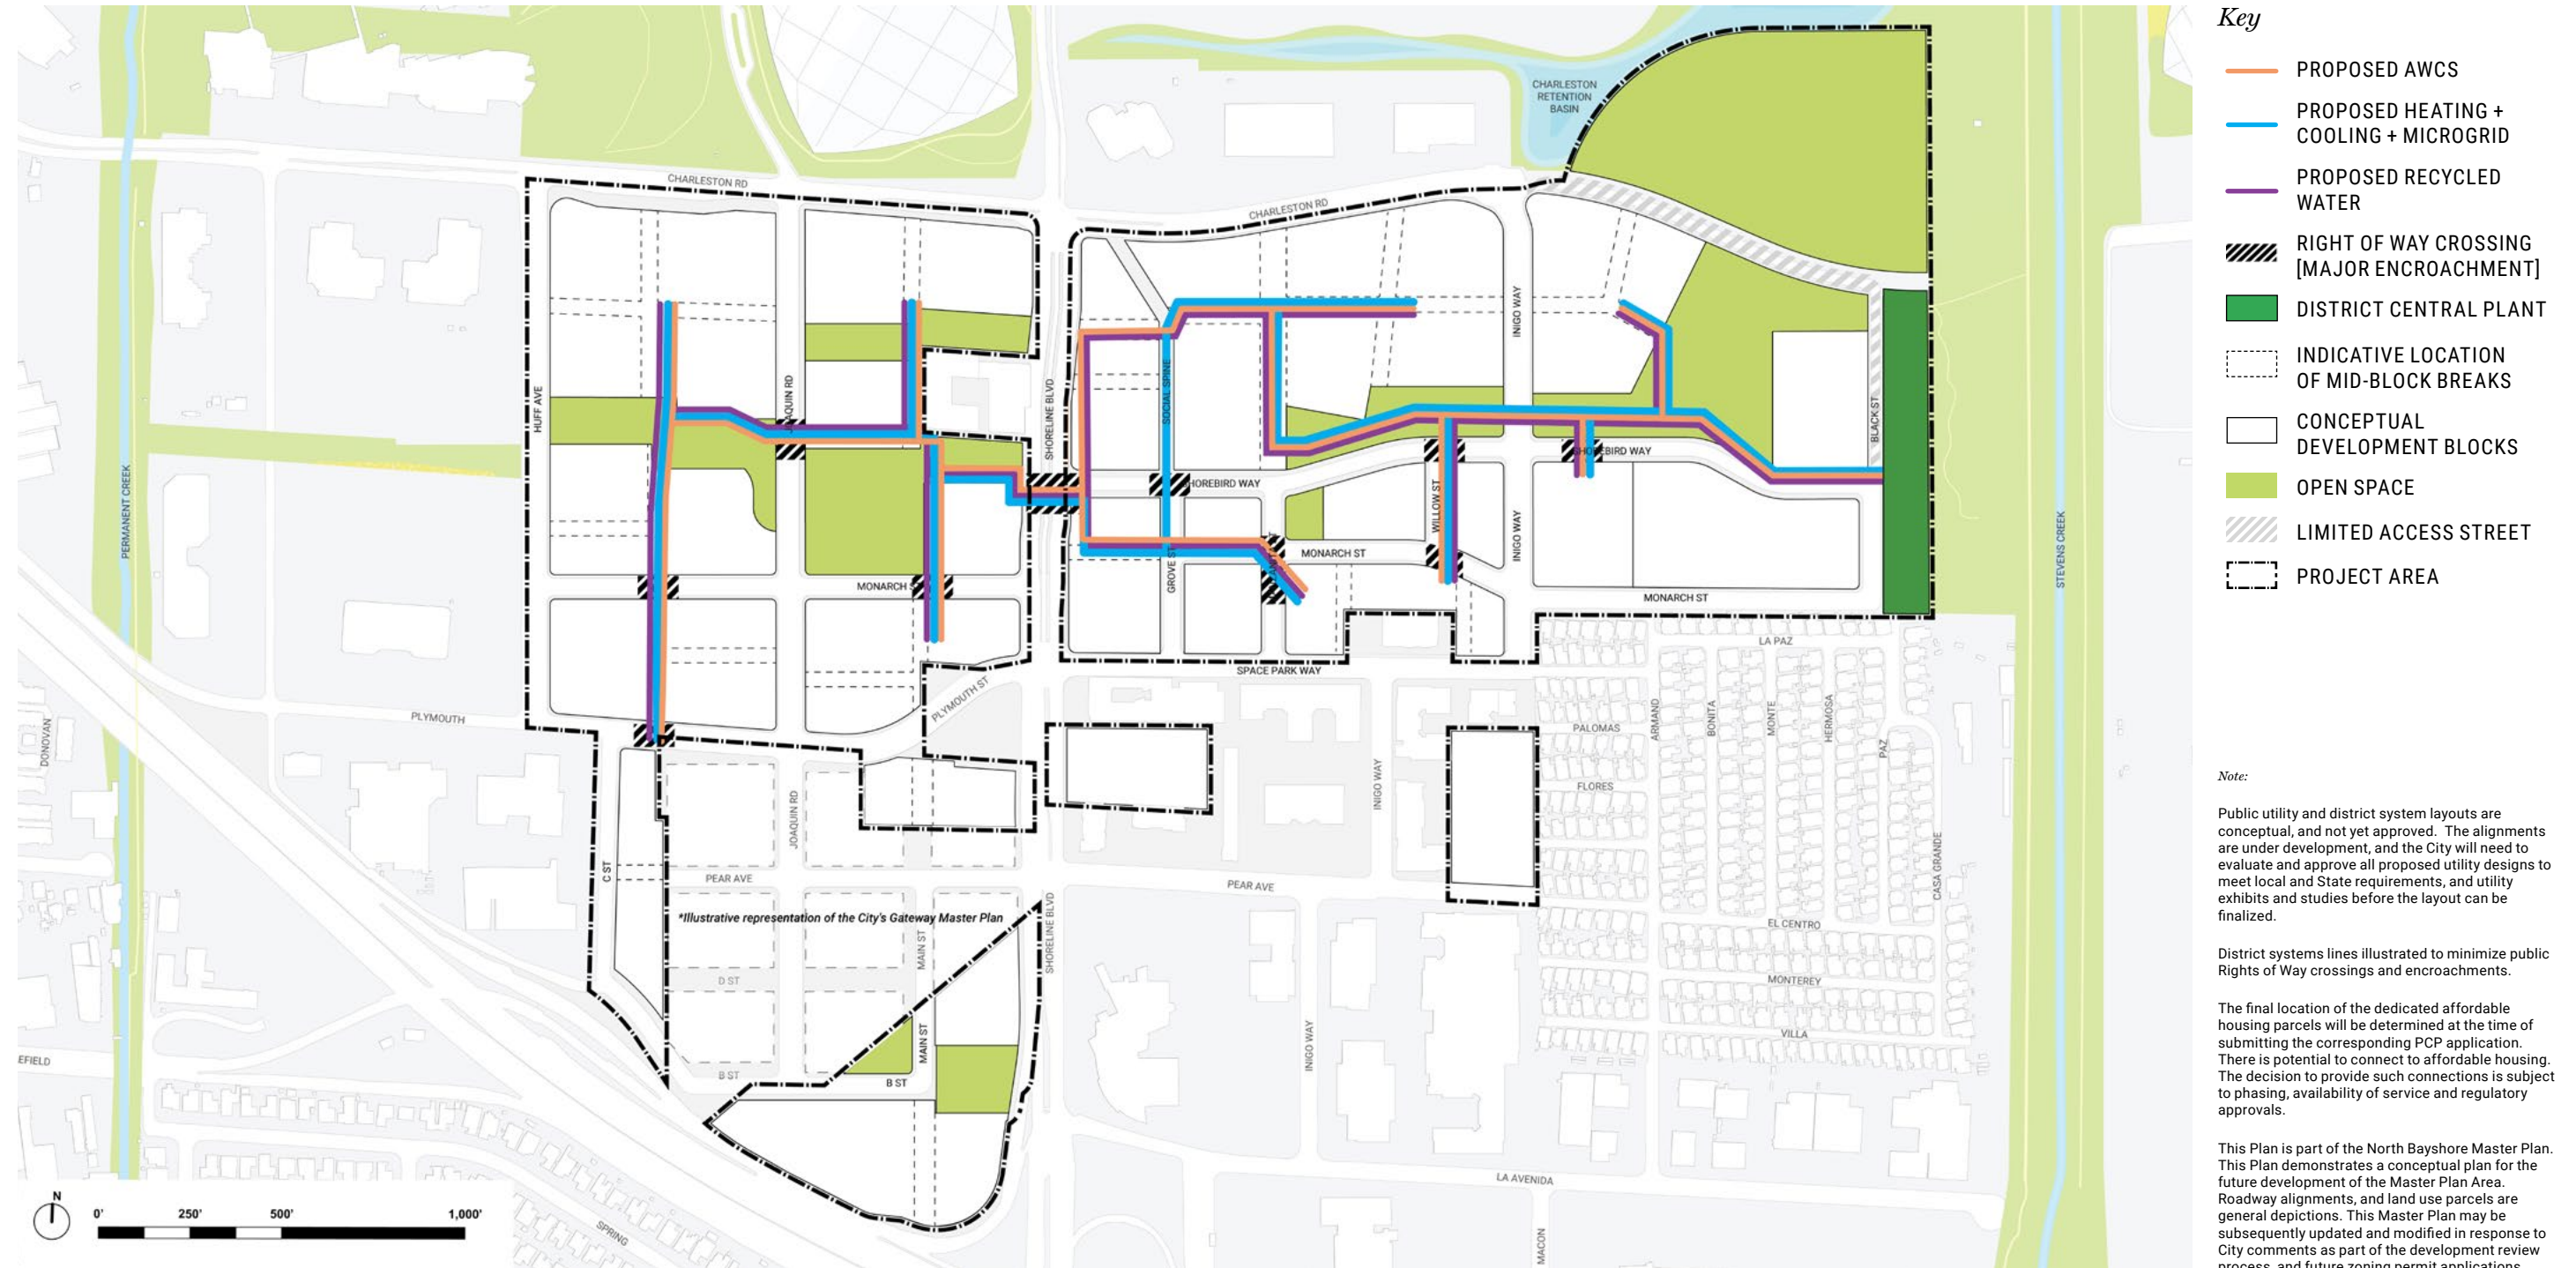 CHARLESTON
RETENTION
BASIN
CHARLESTON RD
CHARLESTON RD
HUFF AVE
JOAQUIN RD
SHORELINE BLVD
SOCIAL SPINE
INIGO WAY
BLACK ST
PERMANENT CREEK
STEVENS CREEK
SHOREBIRD WAY
SHOREBIRD WAY
WILLOW ST
INIGO WAY
GROVE ST
MONARCH ST
MONARCH
MONARCH ST
LA PAZ
SPACE PARK WAY
PLYMOUTH ST
PLYMOUTH
DONOVAN
PALOMAS
ARMAND
BONITA
MONTE
HERMOSA
PAZ
FLORES
JOAQUIN RD
INIGO WAY
C ST
PEAR AVE
PEAR AVE
CASA GRANDE
*Illustrative representation of the City's Gateway Master Plan
MAIN ST
SHORELINE BLVD
EL CENTRO
D ST
MONTEREY
VILLA
MAIN ST
INIGO WAY
EFIELD
B ST
B ST
LA AVENIDA
SPRING
MACON
N
0' 250' 500' 1,000'
Key
PROPOSED AWCS
PROPOSED HEATING +
COOLING + MICROGRID
PROPOSED RECYCLED
WATER
RIGHT OF WAY CROSSING
[MAJOR ENCROACHMENT]
DISTRICT CENTRAL PLANT
INDICATIVE LOCATION
OF MID-BLOCK BREAKS
CONCEPTUAL
DEVELOPMENT BLOCKS
OPEN SPACE
LIMITED ACCESS STREET
PROJECT AREA
Note:
Public utility and district system layouts are
conceptual, and not yet approved. The alignments
are under development, and the City will need to
evaluate and approve all proposed utility designs to
meet local and State requirements, and utility
exhibits and studies before the layout can be
finalized.
District systems lines illustrated to minimize public
Rights of Way crossings and encroachments.
The final location of the dedicated affordable
housing parcels will be determined at the time of
submitting the corresponding PCP application.
There is potential to connect to affordable housing.
The decision to provide such connections is subject
to phasing, availability of service and regulatory
approvals.
This Plan is part of the North Bayshore Master Plan.
This Plan demonstrates a conceptual plan for the
future development of the Master Plan Area.
Roadway alignments, and land use parcels are
general depictions. This Master Plan may be
subsequently updated and modified in response to
City comments as part of the development review
process, and future zoning permit applications